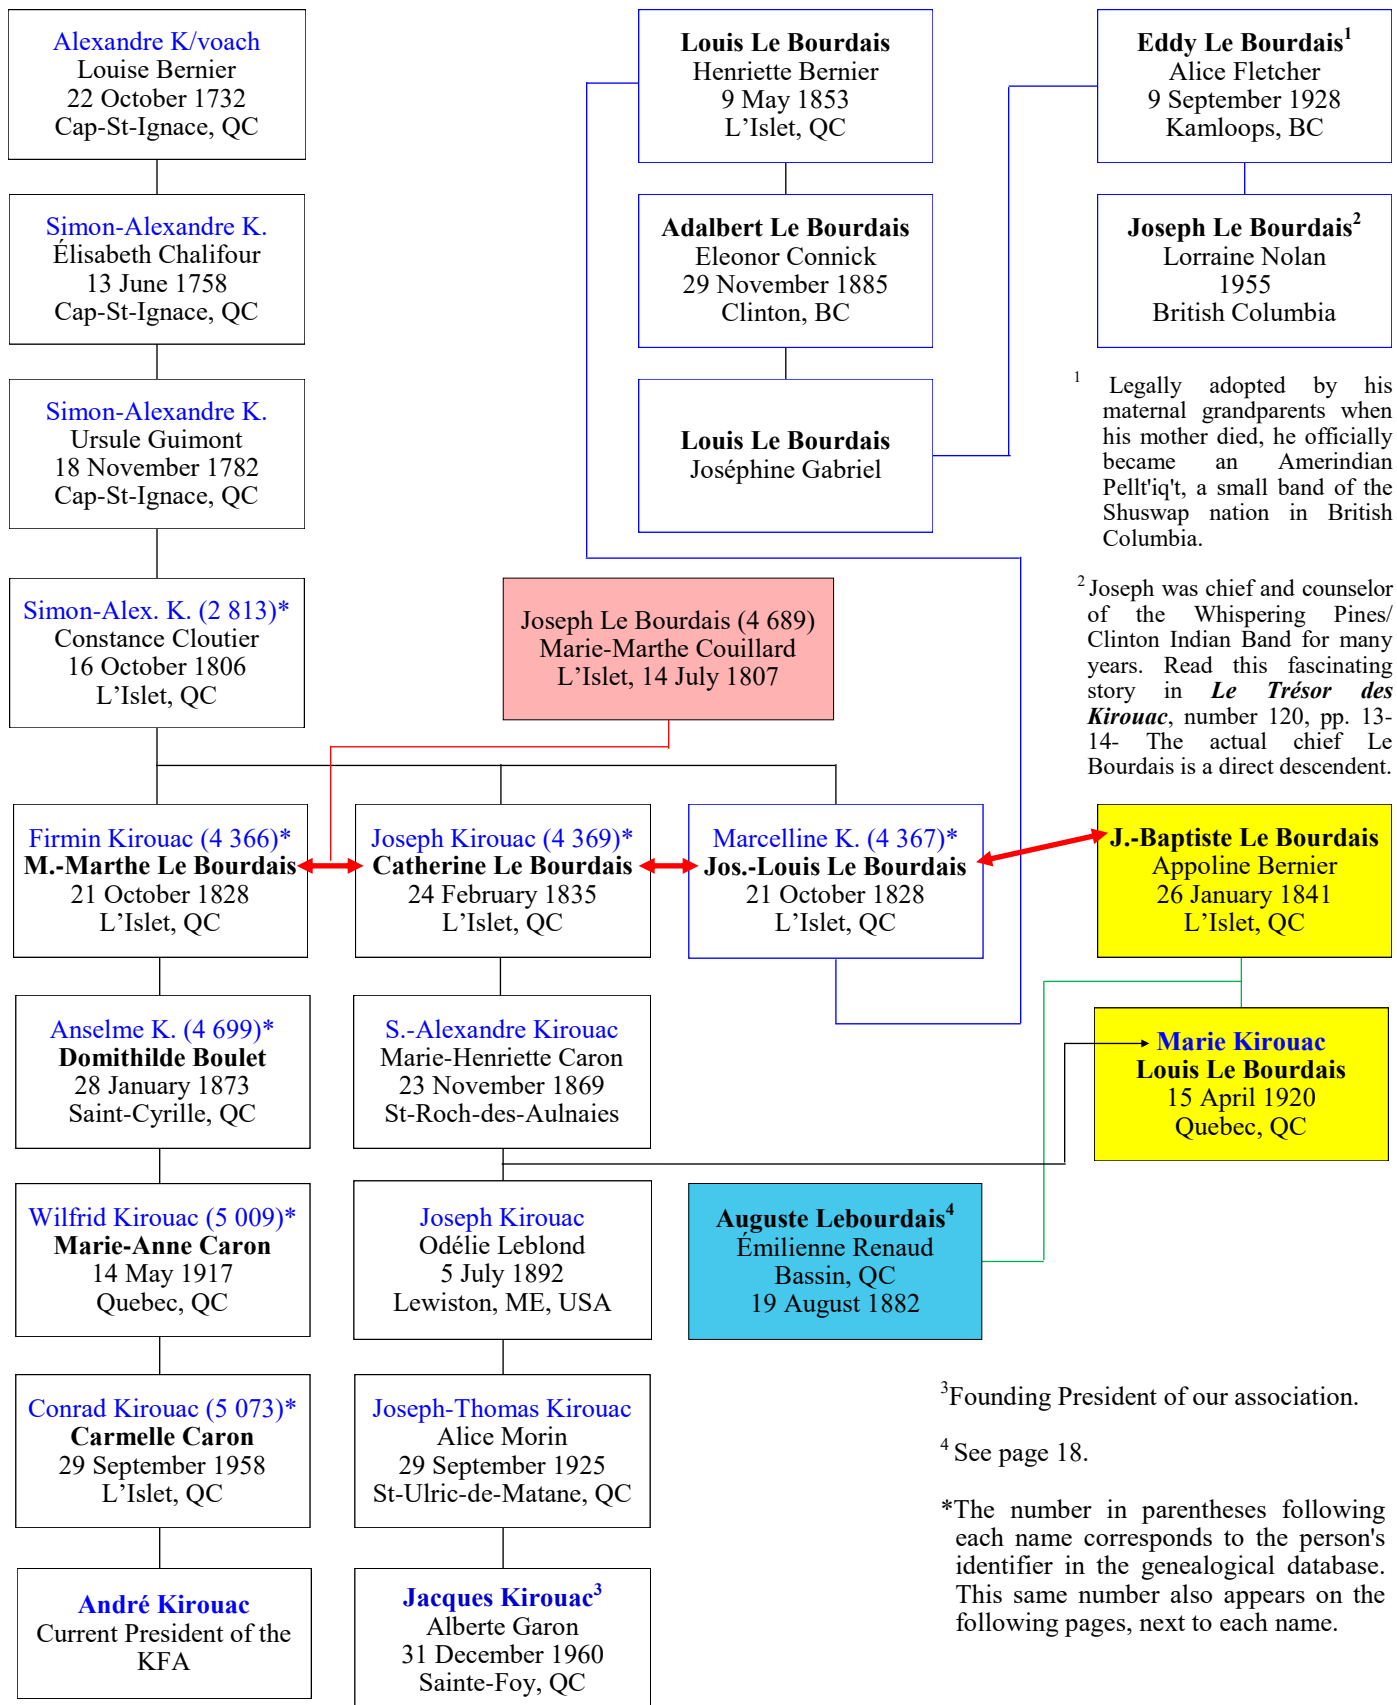 Alexandre K/voach
Louise Bernier
22 October 1732
Cap-St-Ignace, QC
Louis Le Bourdais
Henriette Bernier
9 May 1853
L’Islet, QC
Eddy Le Bourdais1
Alice Fletcher
9 September 1928
Kamloops, BC
Simon-Alexandre K.
Élisabeth Chalifour
13 June 1758
Cap-St-Ignace, QC
Adalbert Le Bourdais
Eleonor Connick
29 November 1885
Clinton, BC
Joseph Le Bourdais2
Lorraine Nolan
1955
British Columbia
Simon-Alexandre K.
Ursule Guimont
18 November 1782
Cap-St-Ignace, QC
Louis Le Bourdais
Joséphine Gabriel
1 Legally adopted by his
maternal grandparents when
his mother died, he officially
became an Amerindian
Pellt'iq't, a small band of the
Shuswap nation in British
Columbia.
Simon-Alex. K. (2 813)*
Constance Cloutier
16 October 1806
L’Islet, QC
Joseph Le Bourdais (4 689)
Marie-Marthe Couillard
L’Islet, 14 July 1807
2 Joseph was chief and counselor
of the Whispering Pines/
Clinton Indian Band for many
years. Read this fascinating
story in Le Trésor des
Kirouac, number 120, pp. 13-
14- The actual chief Le
Bourdais is a direct descendent.
Firmin Kirouac (4 366)*
M.-Marthe Le Bourdais
21 October 1828
L’Islet, QC
Joseph Kirouac (4 369)*
Catherine Le Bourdais
24 February 1835
L’Islet, QC
Marcelline K. (4 367)*
Jos.-Louis Le Bourdais
21 October 1828
L’Islet, QC
J.-Baptiste Le Bourdais
Appoline Bernier
26 January 1841
L’Islet, QC
Anselme K. (4 699)*
Domithilde Boulet
28 January 1873
Saint-Cyrille, QC
S.-Alexandre Kirouac
Marie-Henriette Caron
23 November 1869
St-Roch-des-Aulnaies
Marie Kirouac
Louis Le Bourdais
15 April 1920
Quebec, QC
Wilfrid Kirouac (5 009)*
Marie-Anne Caron
14 May 1917
Quebec, QC
Joseph Kirouac
Odélie Leblond
5 July 1892
Lewiston, ME, USA
Auguste Lebourdais4
Émilienne Renaud
Bassin, QC
19 August 1882
Conrad Kirouac (5 073)*
Carmelle Caron
29 September 1958
L’Islet, QC
Joseph-Thomas Kirouac
Alice Morin
29 September 1925
St-Ulric-de-Matane, QC
3Founding President of our association.
4 See page 18.
*The number in parentheses following
each name corresponds to the person's
identifier in the genealogical database.
This same number also appears on the
following pages, next to each name.
André Kirouac
Current President of the
KFA
Jacques Kirouac3
Alberte Garon
31 December 1960
Sainte-Foy, QC